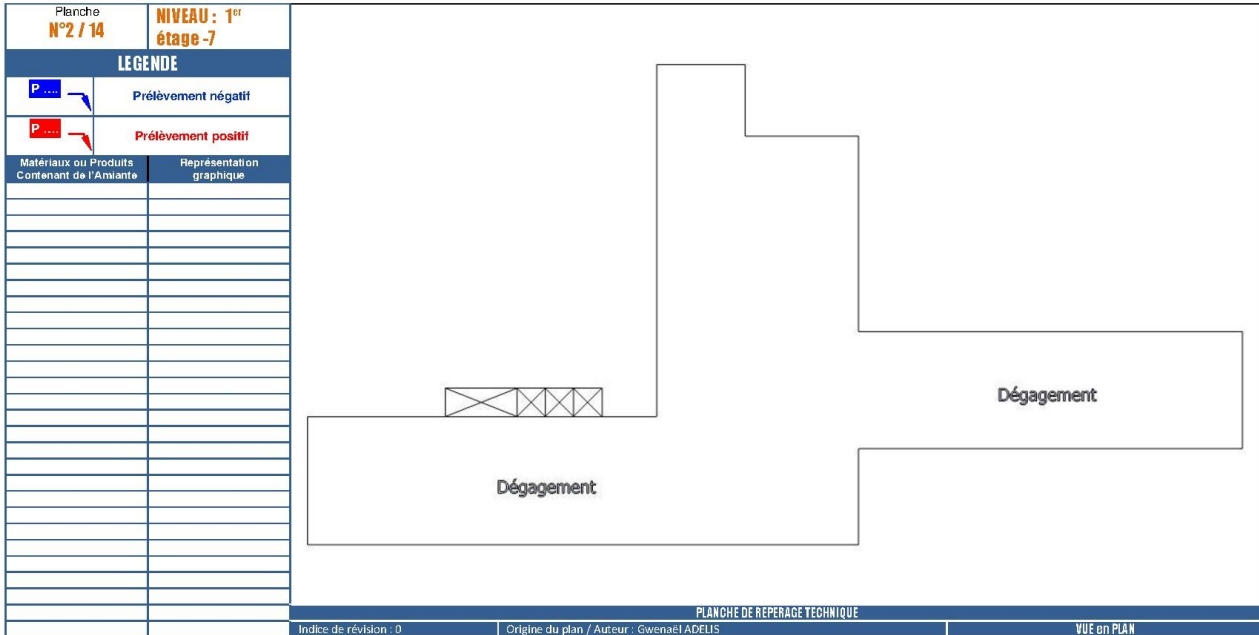 Planche
N°2 / 14
NIVEAU : 1er
étage -7
LEGENDE
P ....
Prélèvement négatif
P ....
Prélèvement positif
Matériaux ou Produits
Contenant de l'Amiante
Représentation
graphique
Dégagement
Dégagement
PLANCHE DE REPERAGE TECHNIQUE
Indice de révision : 0
Origine du plan / Auteur : Gwenaël ADELIS
VUE en PLAN